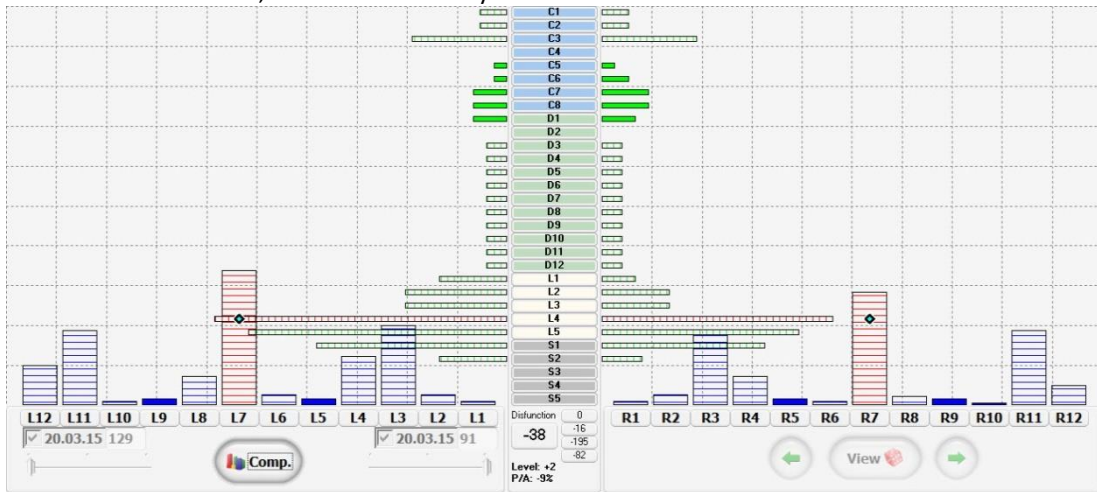 C1
C2
C3
C4
C5
C6
C7
C8
D1
D2
D3
D4
D5
D6
D7
D8
D9
D10
D11
D12
L1
L2
L3
L4
L5
S1
S2
S3
S4
S5
L12 L11 L10 L9 L8 L7 L6 L5 L4 L3 L2 L1
Disfunction 0
-16
-38
-195
-82
Level: +2
P/A: -9%
R1 R2 R3 R4 R5 R6 R7 R8 R9 R10 R11 R12
20.03.15 129
20.03.15 91
Comp.
View